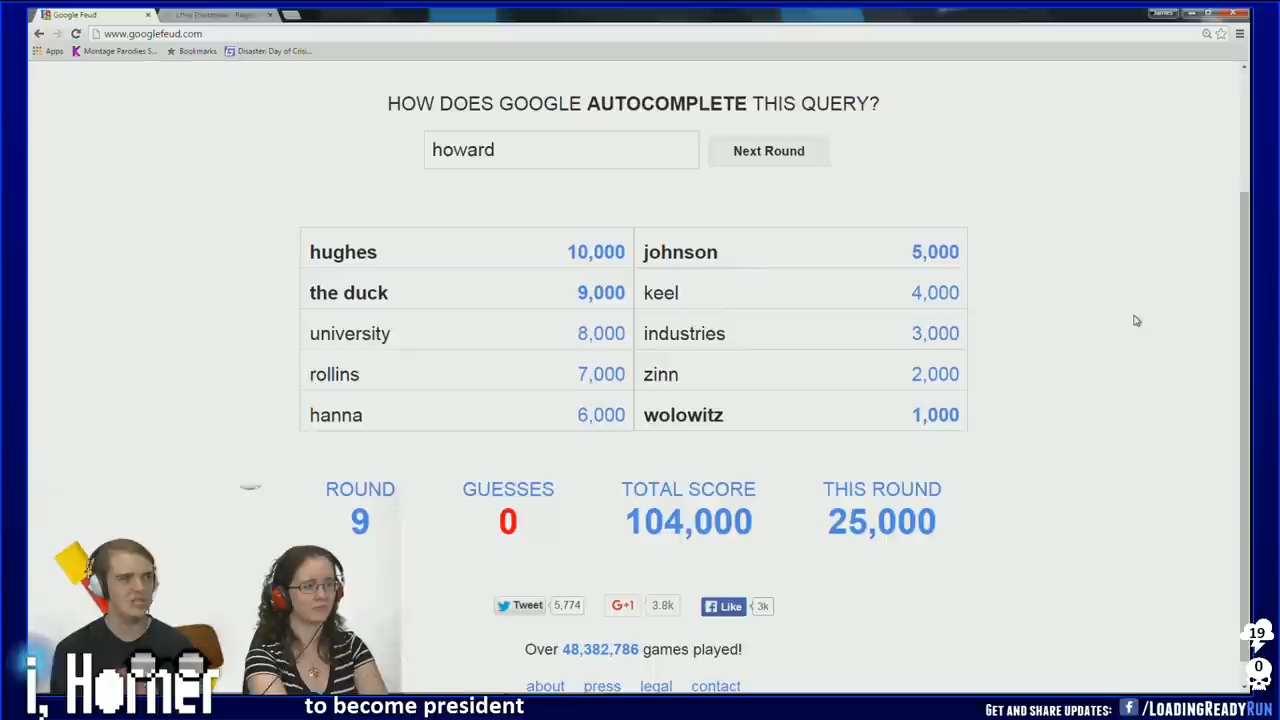 Google Feud
James
www.googlefeud.com
Apps
Montage Parodies S...
Bookmarks
Disaster: Day of Crisi...
HOW DOES GOOGLE AUTOCOMPLETE THIS QUERY?
howard
Next Round
hughes 10,000 johnson 5,000
the duck 9,000 keel 4,000
university 8,000 industries 3,000
rollins 7,000 zinn 2,000
hanna 6,000 wolowitz 1,000
ROUND GUESSES TOTAL SCORE THIS ROUND
9 0 104,000 25,000
Tweet 5,774 G+1 3.8k Like 3k
Over 48,382,786 games played!
about press legal contact
19
0
i, Homer
to become president
GET AND SHARE UPDATES: f /LOADINGREADYRUN